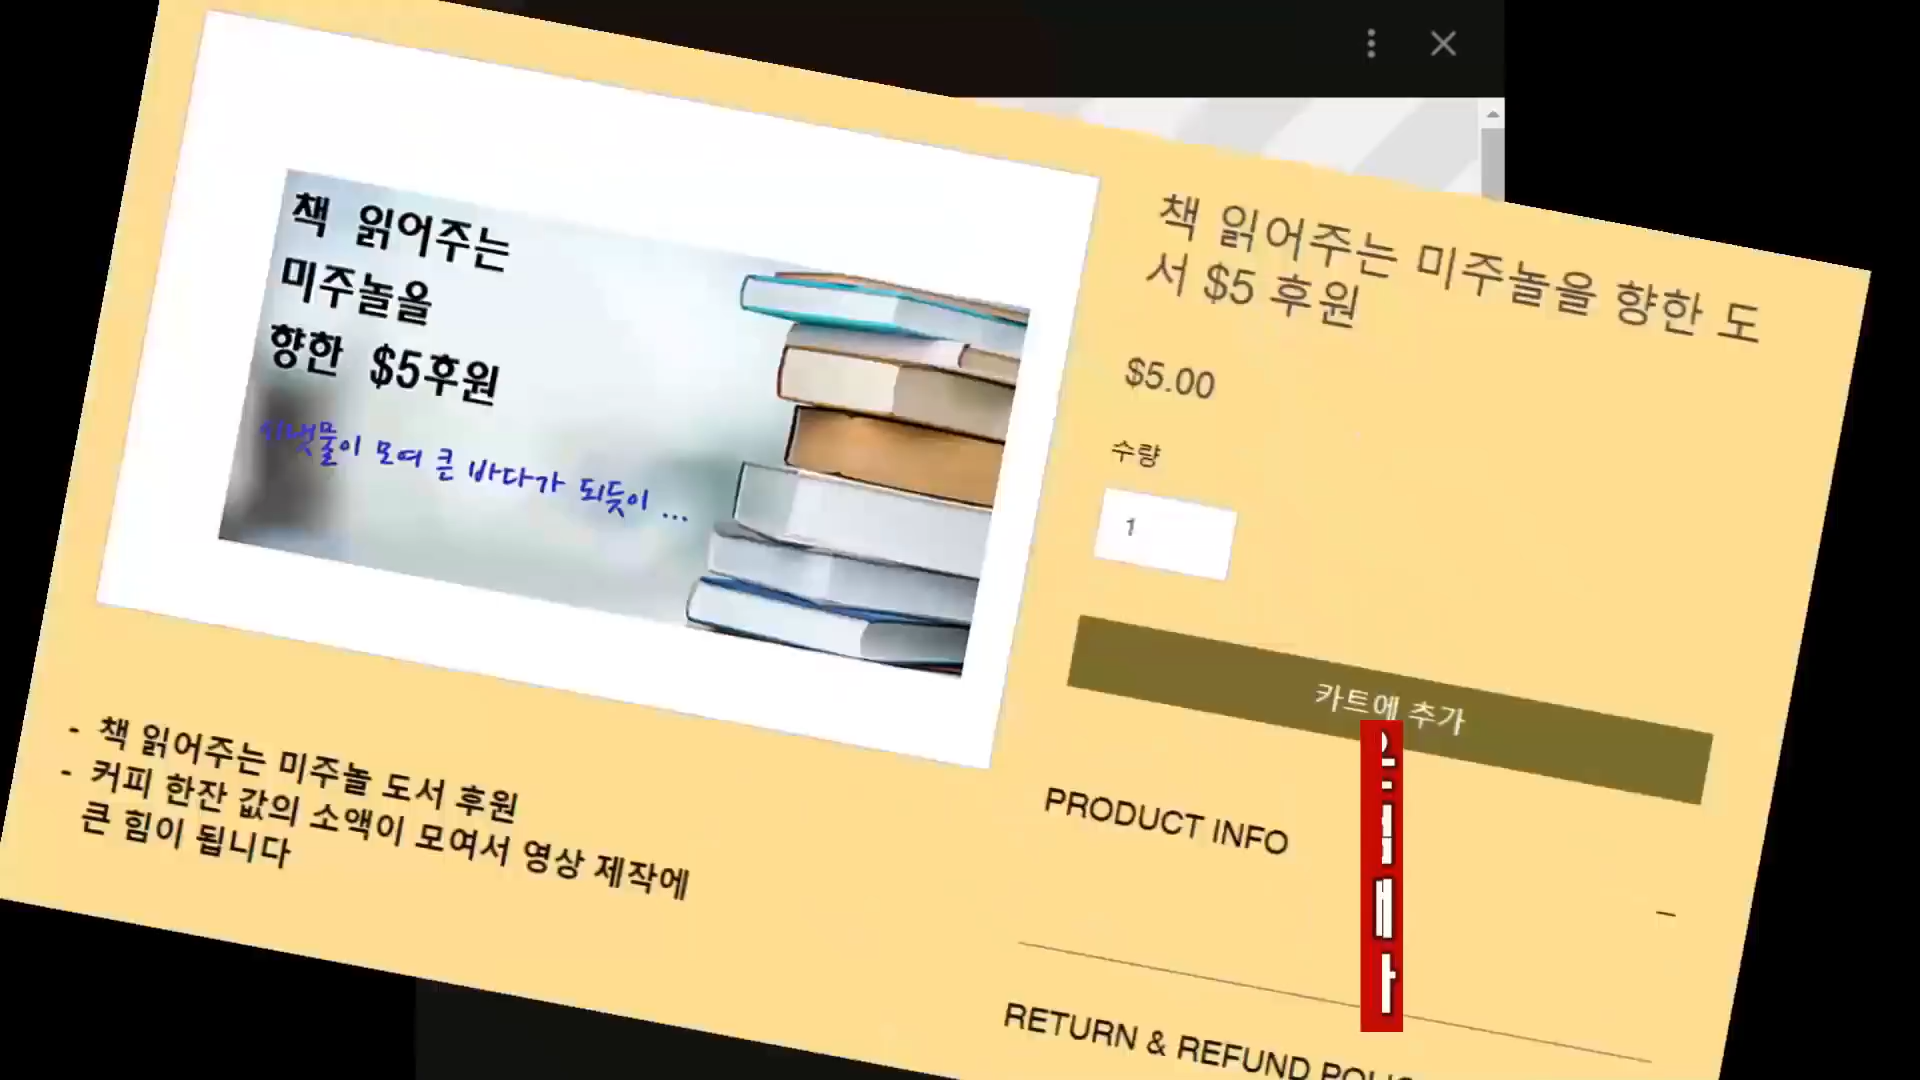 책 읽어주는
미주놀을
향한 $5후원
시냇물이 모여 큰 바다가 되듯이 ...
- 책 읽어주는 미주놀 도서 후원
- 커피 한잔 값의 소액이 모여서 영상 제작에
큰 힘이 됩니다
책 읽어주는 미주놀을 향한 도
서 $5 후원
$5.00
수량
1
카트에 추가
PRODUCT INFO
RETURN & REFUND